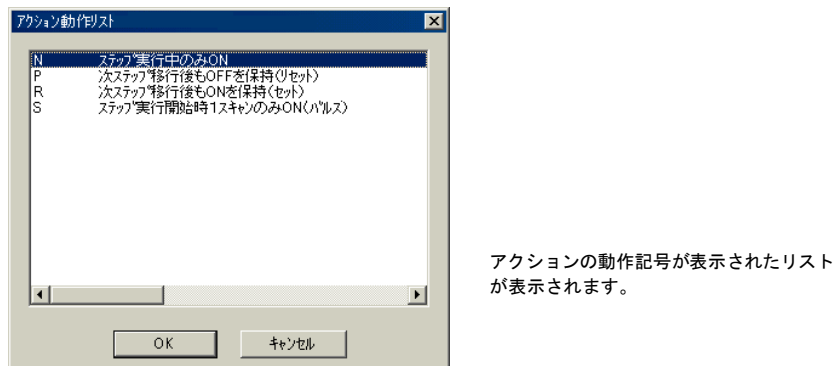 アクション動作リスト
N ステップ実行中のみON
P 次ステップ移行後もOFFを保持(リセット)
R 次ステップ移行後もONを保持(セット)
S ステップ実行開始時1スキャンのみON(パルス)
アクションの動作記号が表示されたリスト
が表示されます。
OK キャンセル